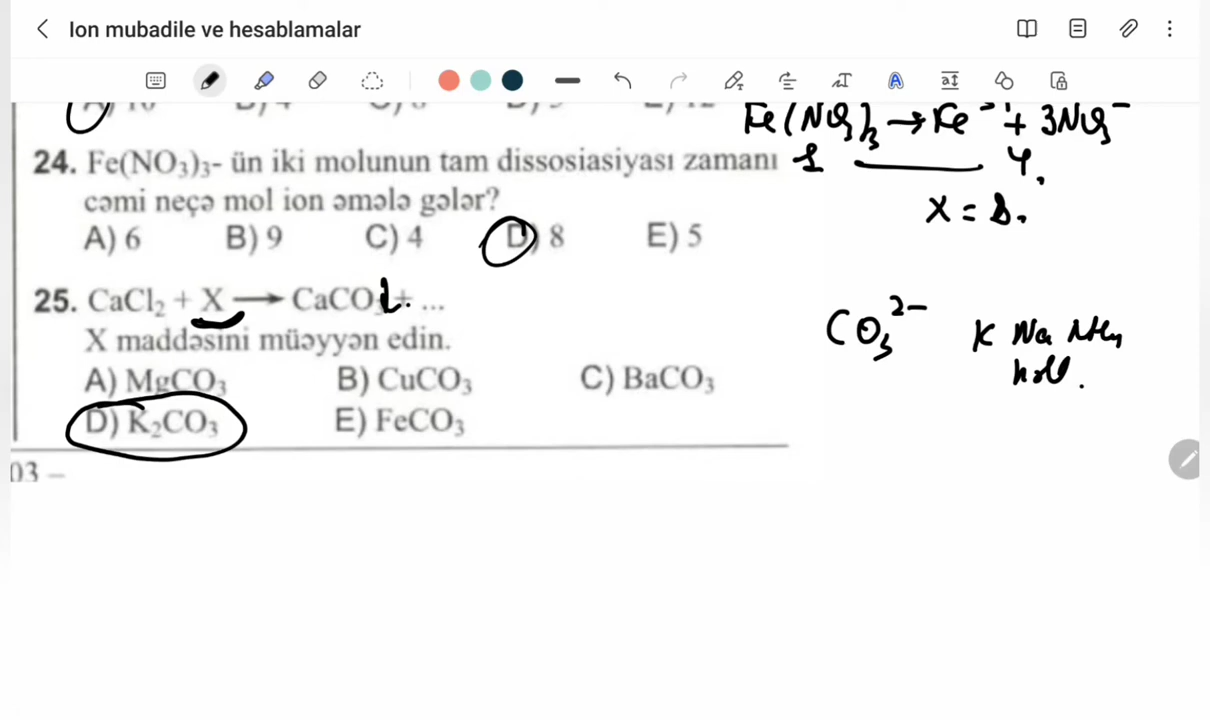 Ion mubadile ve hesablamalar
Fe(NO₃)₃ → Fe³⁺ + 3NO₃⁻
24. Fe(NO₃)₃- ün iki molunun tam dissosiasiyası zamanı
1 4.
cəmi neçə mol ion əmələ gələr?
x = 8.
A) 6 B) 9 C) 4 D) 8 E) 5
25. CaCl₂ + X → CaCO₃↓ + ...
CO₃²⁻ K Na NH₄
X maddəsini müəyyən edin.
həll.
A) MgCO₃ B) CuCO₃ C) BaCO₃
D) K₂CO₃ E) FeCO₃
03 –